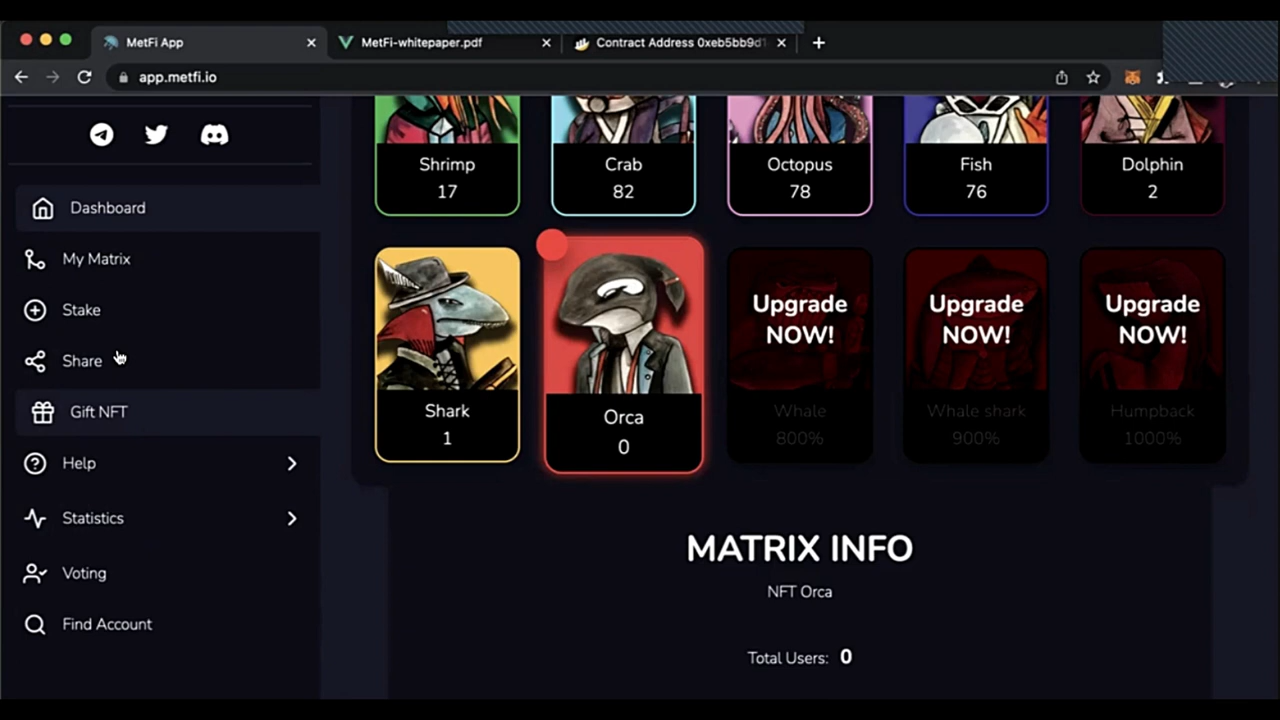 MetFi App
MetFi-whitepaper.pdf
Contract Address 0xeb5bb9d1
app.metfi.io
Dashboard
My Matrix
Stake
Share
Gift NFT
Help
Statistics
Voting
Find Account
Shrimp
17
Crab
82
Octopus
78
Fish
76
Dolphin
2
Shark
1
Orca
0
Upgrade
NOW!
Whale
800%
Upgrade
NOW!
Whale shark
900%
Upgrade
NOW!
Humpback
1000%
MATRIX INFO
NFT Orca
Total Users: 0